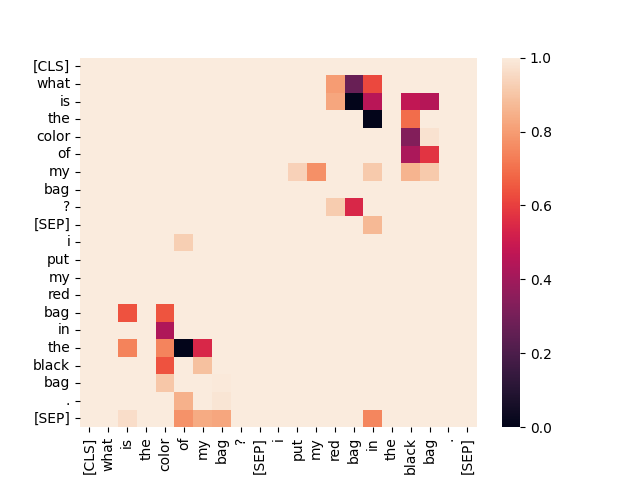 [CLS]
what
is
the
color
of
my
bag
?
[SEP]
i
put
my
red
bag
in
the
black
bag
.
[SEP]
[CLS]
what
is
the
color
of
my
bag
?
[SEP]
i
put
my
red
bag
in
the
black
bag
.
[SEP]
1.0
0.8
0.6
0.4
0.2
0.0